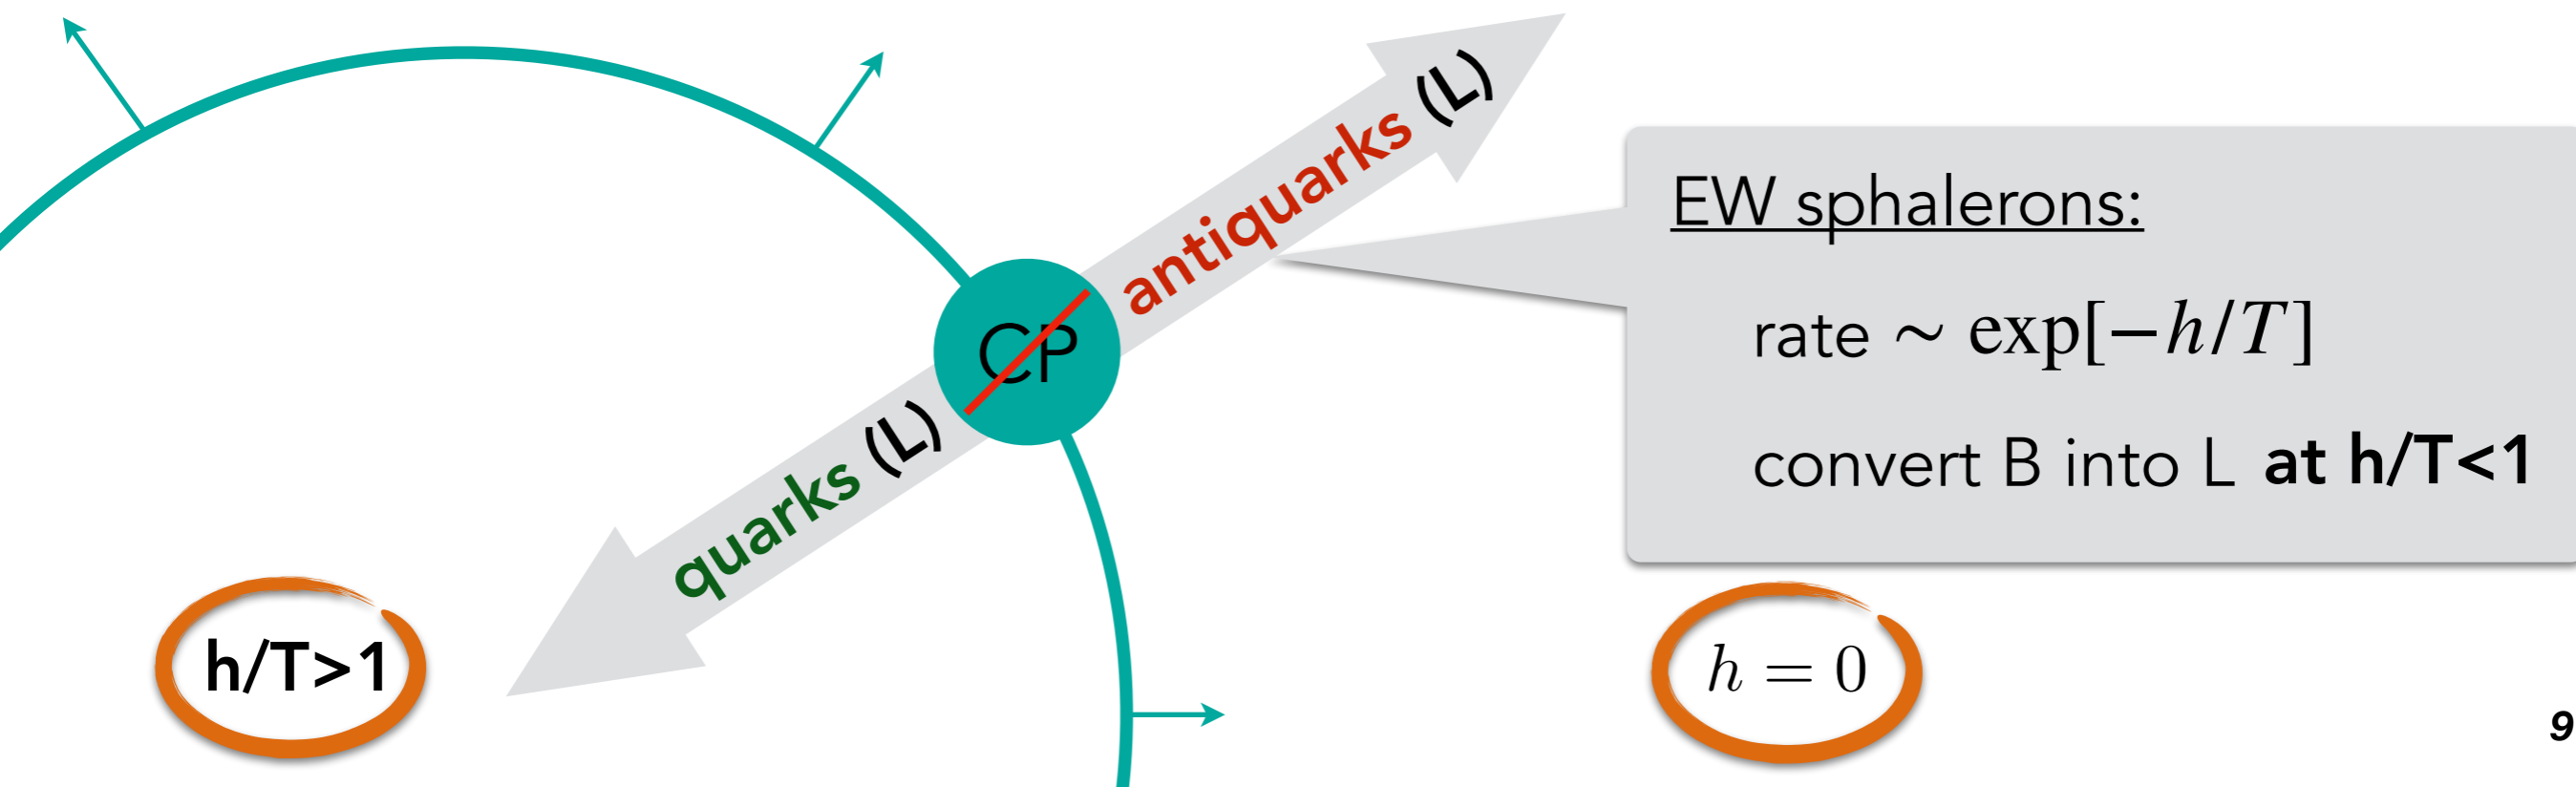 antiquarks (L)
EW sphalerons:
rate ~ exp[−h/T]
CP
quarks (L)
convert B into L at h/T<1
h/T>1
h = 0
9